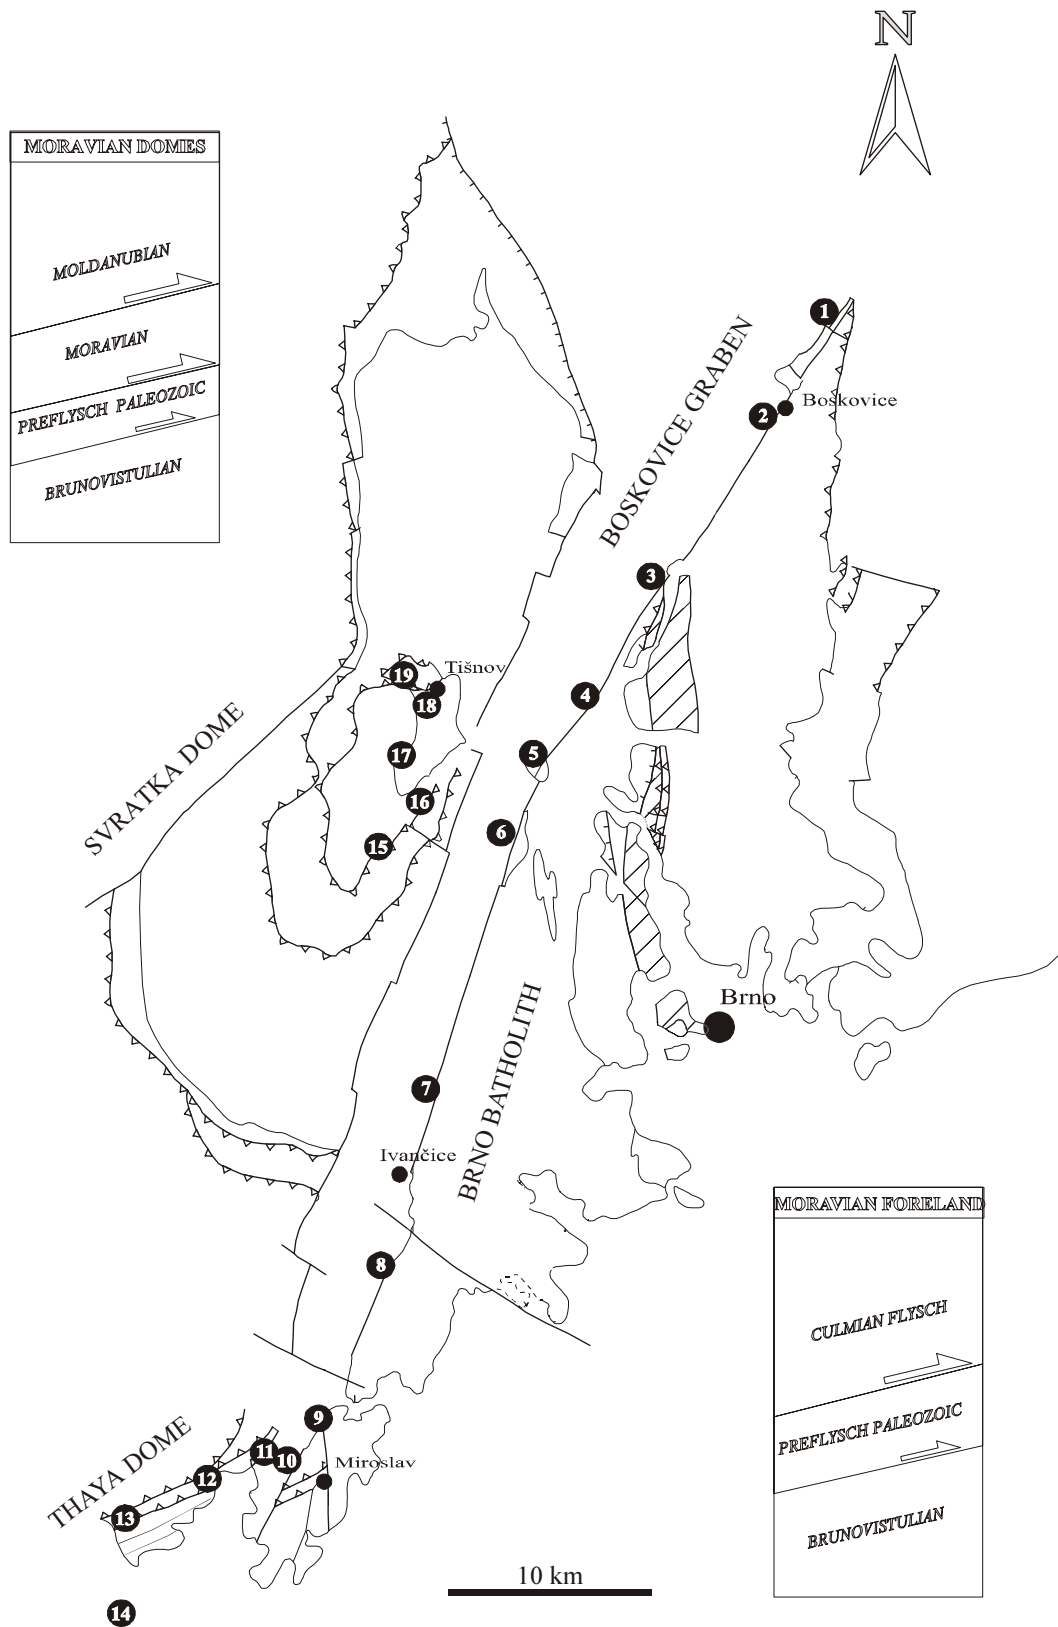 N
MORAVIAN DOMES
MOLDANUBIAN
MORAVIAN
PREFLYSCH PALEOZOIC
BRUNOVISTULIAN
1
BOSKOVICE GRABEN
2
Boskovice
3
19
Tišnov
18
4
SVRATKA DOME
17
5
16
6
15
Brno
BRNO BATHOLITH
7
Ivančice
8
MORAVIAN FORELAND
CULMIAN FLYSCH
PREFLYSCH PALEOZOIC
BRUNOVISTULIAN
9
THAYA DOME
11
10
Miroslav
12
13
10 km
14